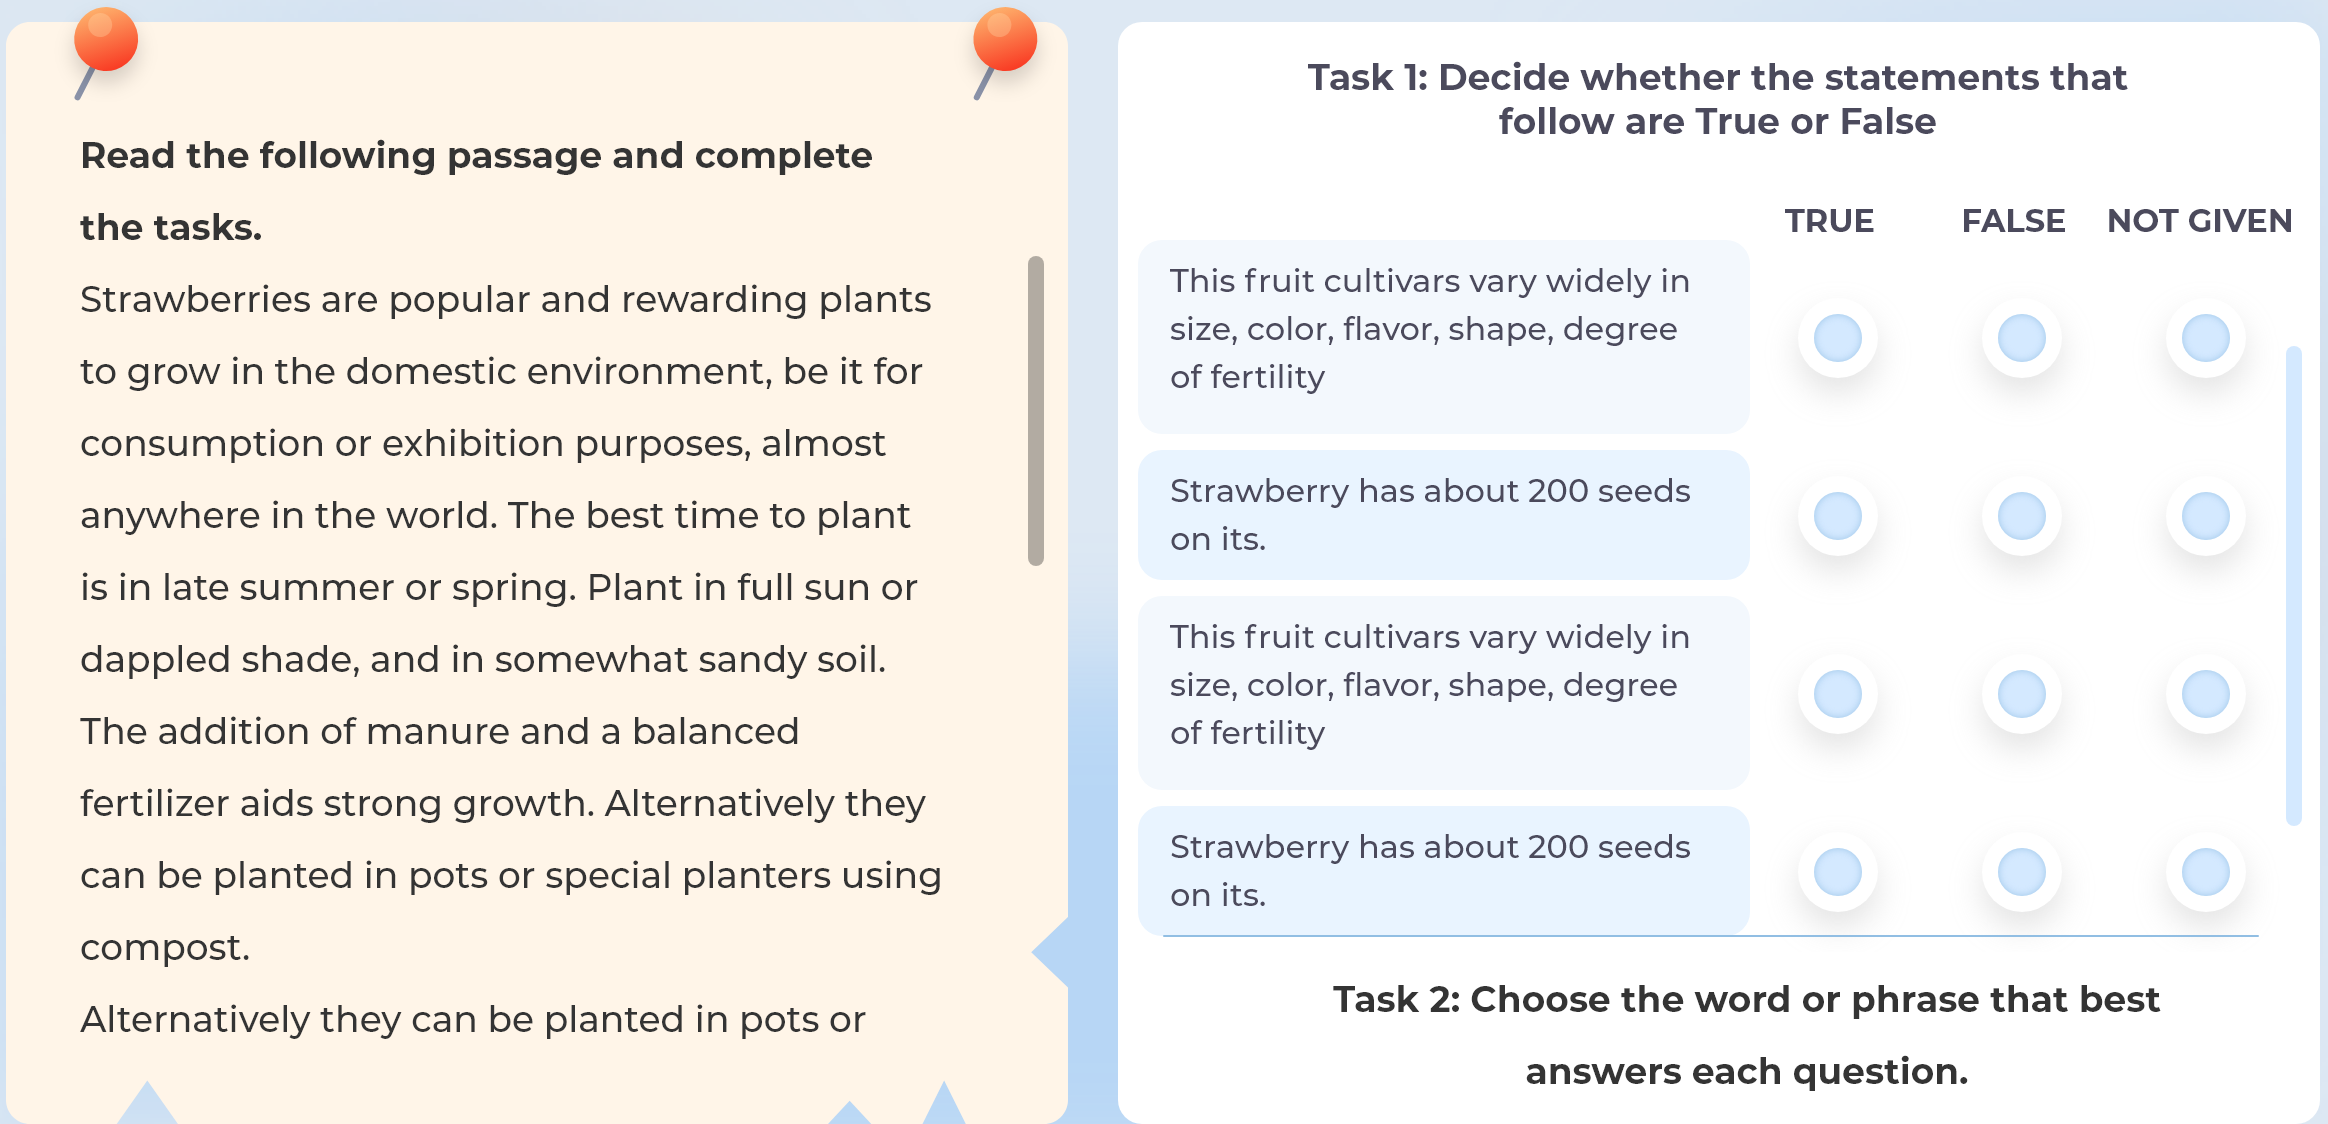 Read the following passage and complete
the tasks.
Strawberries are popular and rewarding plants
to grow in the domestic environment, be it for
consumption or exhibition purposes, almost
anywhere in the world. The best time to plant
is in late summer or spring. Plant in full sun or
dappled shade, and in somewhat sandy soil.
The addition of manure and a balanced
fertilizer aids strong growth. Alternatively they
can be planted in pots or special planters using
compost.
Alternatively they can be planted in pots or
Task 1: Decide whether the statements that
follow are True or False
TRUE FALSE NOT GIVEN
This fruit cultivars vary widely in
size, color, flavor, shape, degree
of fertility
Strawberry has about 200 seeds
on its.
This fruit cultivars vary widely in
size, color, flavor, shape, degree
of fertility
Strawberry has about 200 seeds
on its.
Task 2: Choose the word or phrase that best
answers each question.